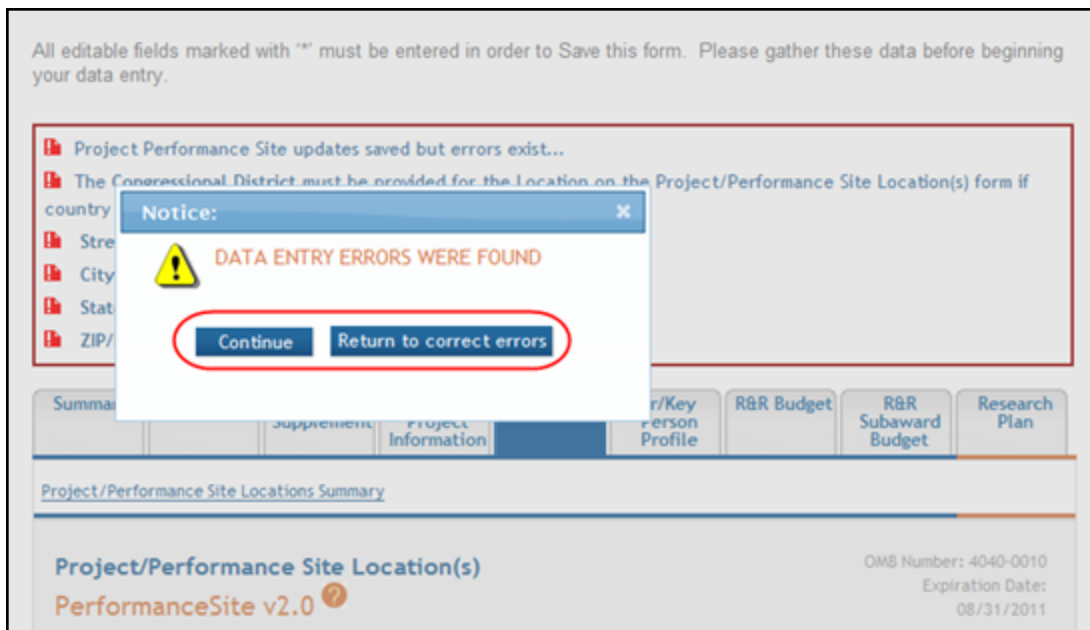 All editable fields marked with '*' must be entered in order to Save this form. Please gather these data before beginning
your data entry.
Project Performance Site updates saved but errors exist...
The Congressional District must be provided for the Location on the Project/Performance Site Location(s) form if
country
Notice:
DATA ENTRY ERRORS WERE FOUND
Continue
Return to correct errors
City
ZIP/
R&R Budget
R&R
Subaward
Budget
Research
Plan
Supplement
Project
Information
r/Key
Person
Profile
Project/Performance Site Locations Summary
Project/Performance Site Location(s)
PerformanceSite v2.0
OMB Number: 4040-0010
Expiration Date:
08/31/2011